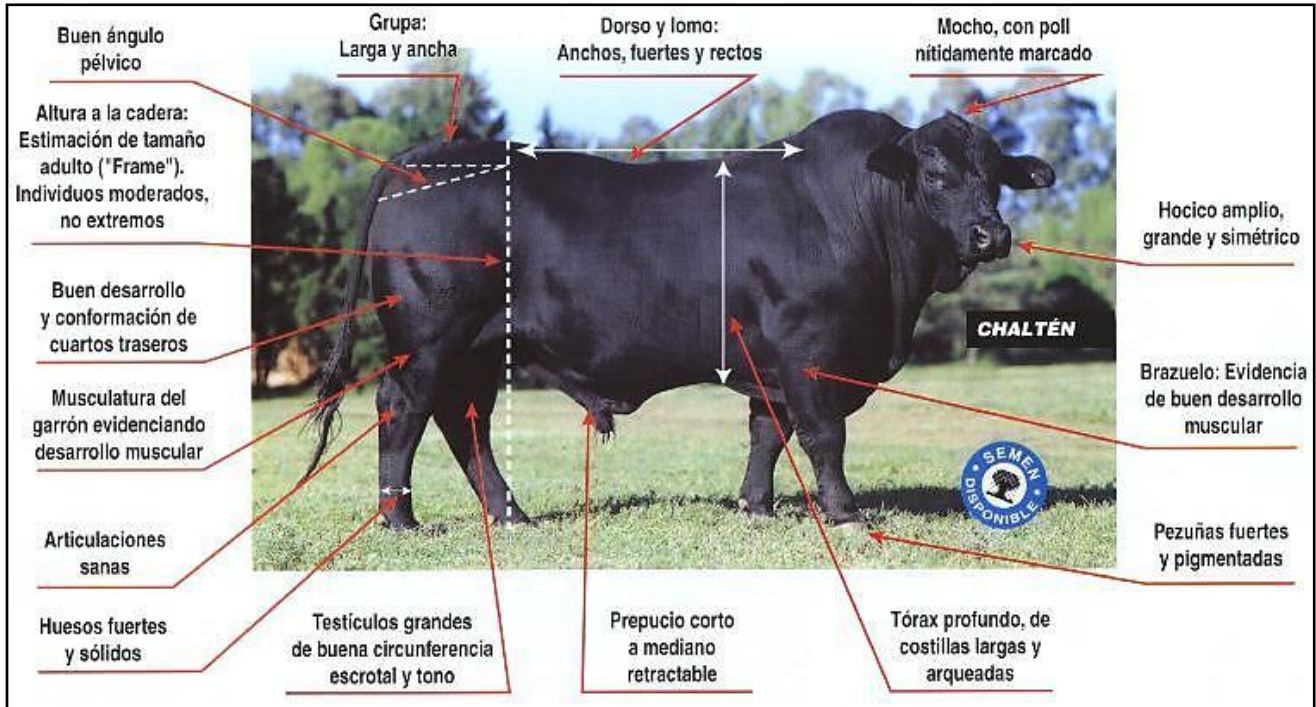 Buen ángulo
pélvico
Grupa:
Larga y ancha
Dorso y lomo:
Anchos, fuertes y rectos
Mocho, con poll
nítidamente marcado
Altura a la cadera:
Estimación de tamaño
adulto ("Frame").
Individuos moderados,
no extremos
Hocico amplio,
grande y simétrico
Buen desarrollo
y conformación de
cuartos traseros
CHALTÉN
Musculatura del
garrón evidenciando
desarrollo muscular
Brazuelo: Evidencia
de buen desarrollo
muscular
• SEMEN •
DISPONIBLE
Articulaciones
sanas
Pezuñas fuertes
y pigmentadas
Huesos fuertes
y sólidos
Testículos grandes
de buena circunferencia
escrotal y tono
Prepucio corto
a mediano
retractable
Tórax profundo, de
costillas largas y
arqueadas